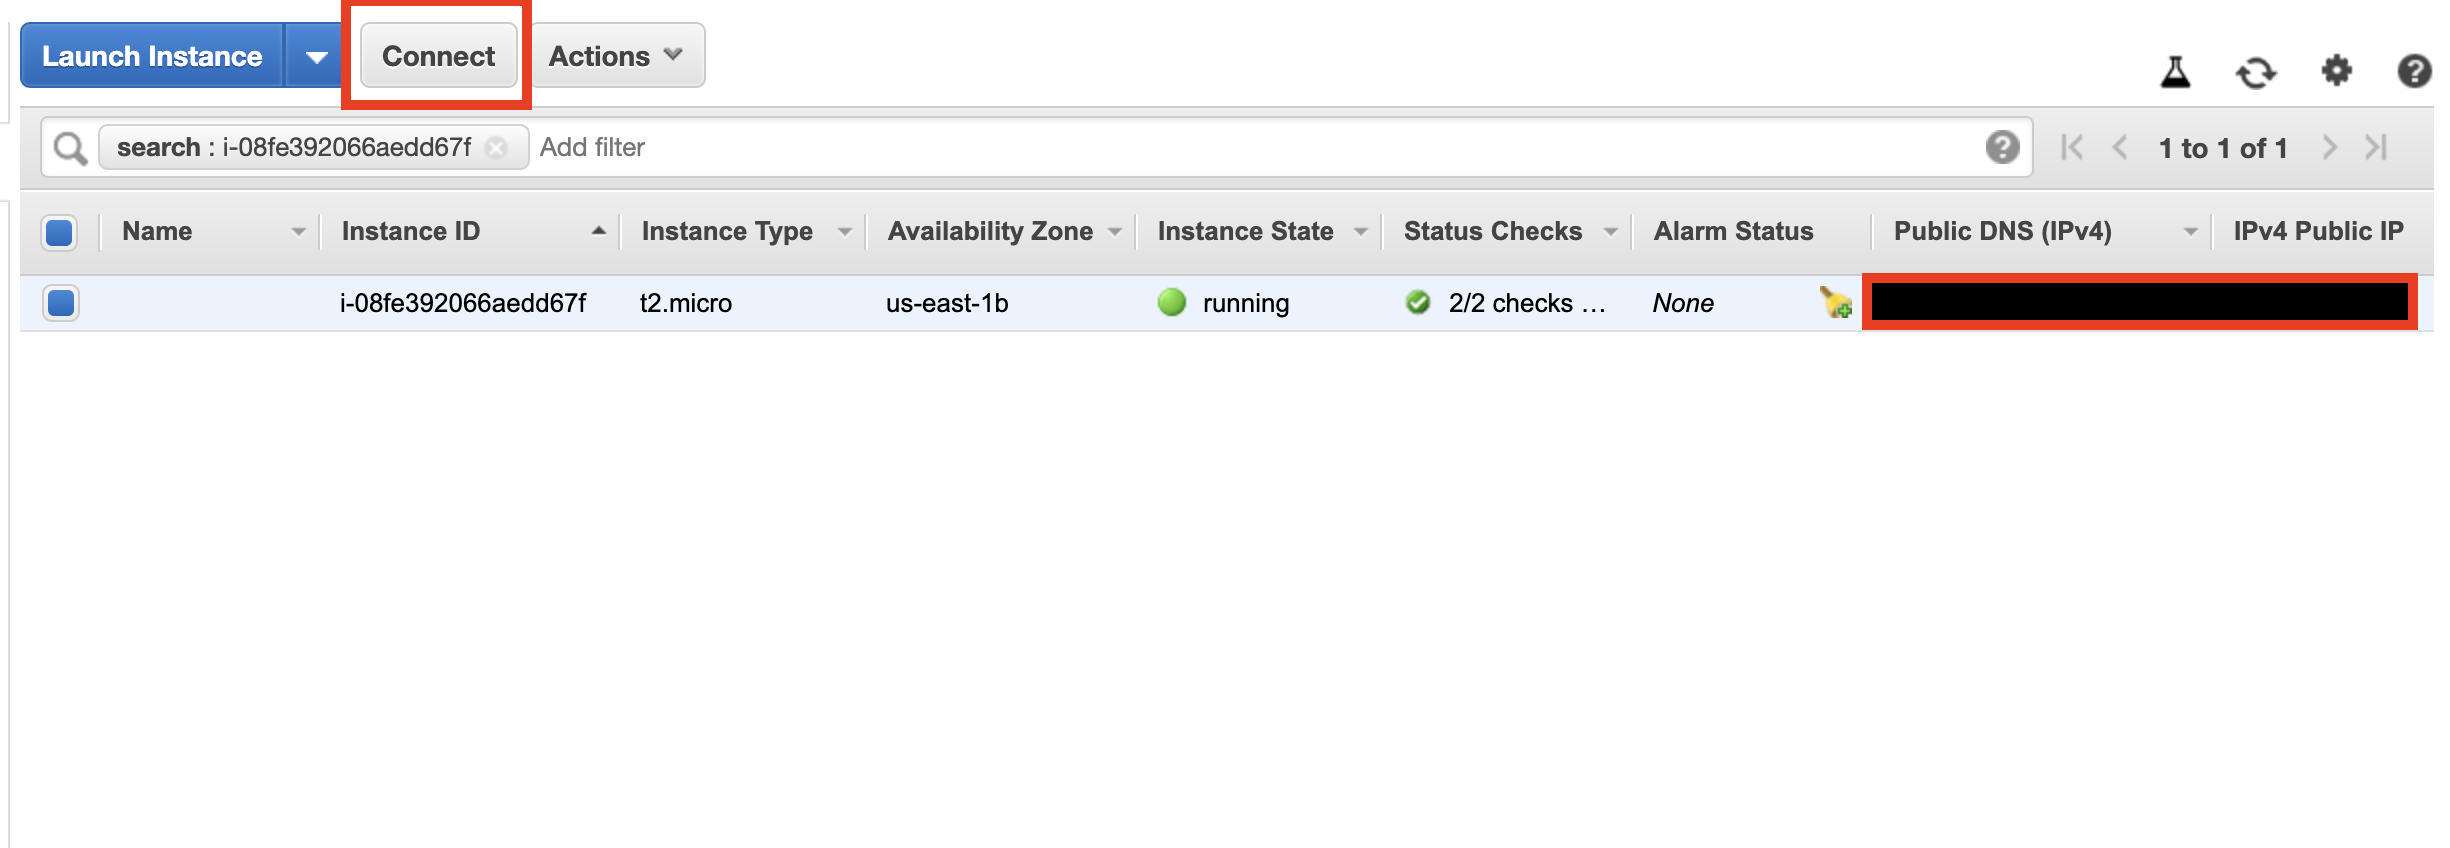 Launch Instance Connect Actions
search : i-08fe392066aedd67f Add filter 1 to 1 of 1
Name Instance ID Instance Type Availability Zone Instance State Status Checks Alarm Status Public DNS (IPv4) IPv4 Public IP
i-08fe392066aedd67f t2.micro us-east-1b running 2/2 checks … None